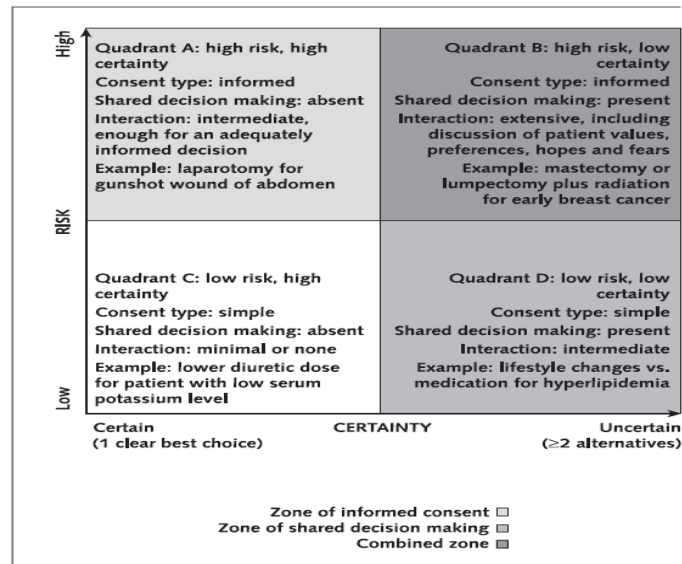 High
RISK
Low
Quadrant A: high risk, high
certainty
Consent type: informed
Shared decision making: absent
Interaction: intermediate,
enough for an adequately
informed decision
Example: laparotomy for
gunshot wound of abdomen
Quadrant B: high risk, low
certainty
Consent type: informed
Shared decision making: present
Interaction: extensive, including
discussion of patient values,
preferences, hopes and fears
Example: mastectomy or
lumpectomy plus radiation
for early breast cancer
Quadrant C: low risk, high
certainty
Consent type: simple
Shared decision making: absent
Interaction: minimal or none
Example: lower diuretic dose
for patient with low serum
potassium level
Quadrant D: low risk, low
certainty
Consent type: simple
Shared decision making: present
Interaction: intermediate
Example: lifestyle changes vs.
medication for hyperlipidemia
Certain
(1 clear best choice)
CERTAINTY
Uncertain
(≥2 alternatives)
Zone of informed consent
Zone of shared decision making
Combined zone